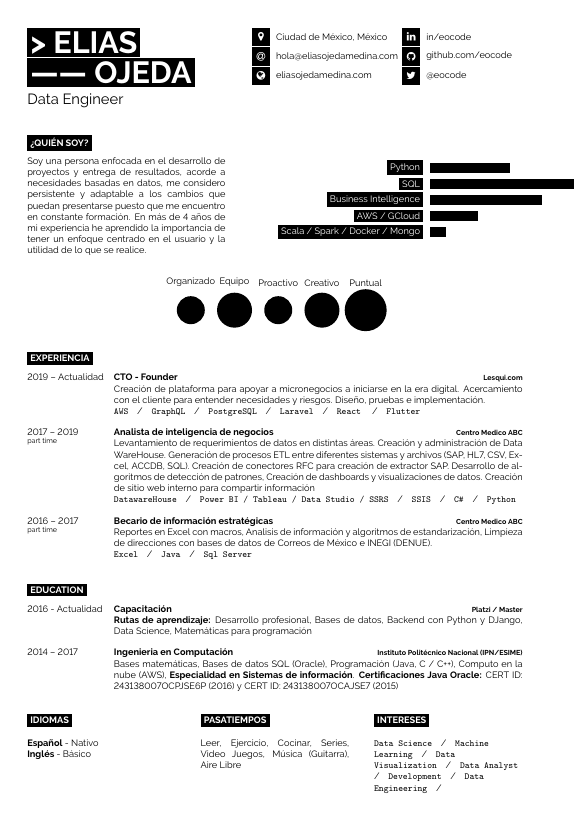 > ELIAS
—— OJEDA
Data Engineer
Ciudad de México, México
hola@eliasojedamedina.com
eliasojedamedina.com
in/eocode
github.com/eocode
@eocode
¿QUIÉN SOY?
Soy una persona enfocada en el desarrollo de
proyectos y entrega de resultados, acorde a
necesidades basadas en datos, me considero
persistente y adaptable a los cambios que
puedan presentarse puesto que me encuentro
en constante formación. En más de 4 años de
mi experiencia he aprendido la importancia de
tener un enfoque centrado en el usuario y la
utilidad de lo que se realice.
Python
SQL
Business Intelligence
AWS / GCloud
Scala / Spark / Docker / Mongo
Organizado Equipo Proactivo Creativo Puntual
EXPERIENCIA
2019 – Actualidad CTO - Founder Lesqui.com
Creación de plataforma para apoyar a micronegocios a iniciarse en la era digital. Acercamiento
con el cliente para entender necesidades y riesgos. Diseño, pruebas e implementación.
AWS / GraphQL / PostgreSQL / Laravel / React / Flutter
2017 – 2019 Analista de inteligencia de negocios Centro Medico ABC
part time
Levantamiento de requerimientos de datos en distintas áreas. Creación y administración de Data
WareHouse. Generación de procesos ETL entre diferentes sistemas y archivos (SAP, HL7, CSV, Ex-
cel, ACCDB, SQL). Creación de conectores RFC para creación de extractor SAP. Desarrollo de al-
goritmos de detección de patrones, Creación de dashboards y visualizaciones de datos. Creación
de sitio web interno para compartir información
DatawareHouse / Power BI / Tableau / Data Studio / SSRS / SSIS / C# / Python
2016 – 2017 Becario de información estratégicas Centro Medico ABC
part time
Reportes en Excel con macros, Analisis de información y algoritmos de estandarización, Limpieza
de direcciones con bases de datos de Correos de México e INEGI (DENUE).
Excel / Java / Sql Server
EDUCATION
2016 - Actualidad Capacitación Platzi / Master
Rutas de aprendizaje: Desarrollo profesional, Bases de datos, Backend con Python y DJango,
Data Science, Matemáticas para programación
2014 – 2017 Ingenieria en Computación Instituto Politécnico Nacional (IPN/ESIME)
Bases matemáticas, Bases de datos SQL (Oracle), Programación (Java, C / C++), Computo en la
nube (AWS), Especialidad en Sistemas de información. Certificaciones Java Oracle: CERT ID:
243138007OCPJSE6P (2016) y CERT ID: 243138007OCAJSE7 (2015)
IDIOMAS
Español - Nativo
Inglés - Básico
PASATIEMPOS
Leer, Ejercicio, Cocinar, Series,
Video Juegos, Música (Guitarra),
Aire Libre
INTERESES
Data Science / Machine
Learning / Data
Visualization / Data Analyst
/ Development / Data
Engineering /